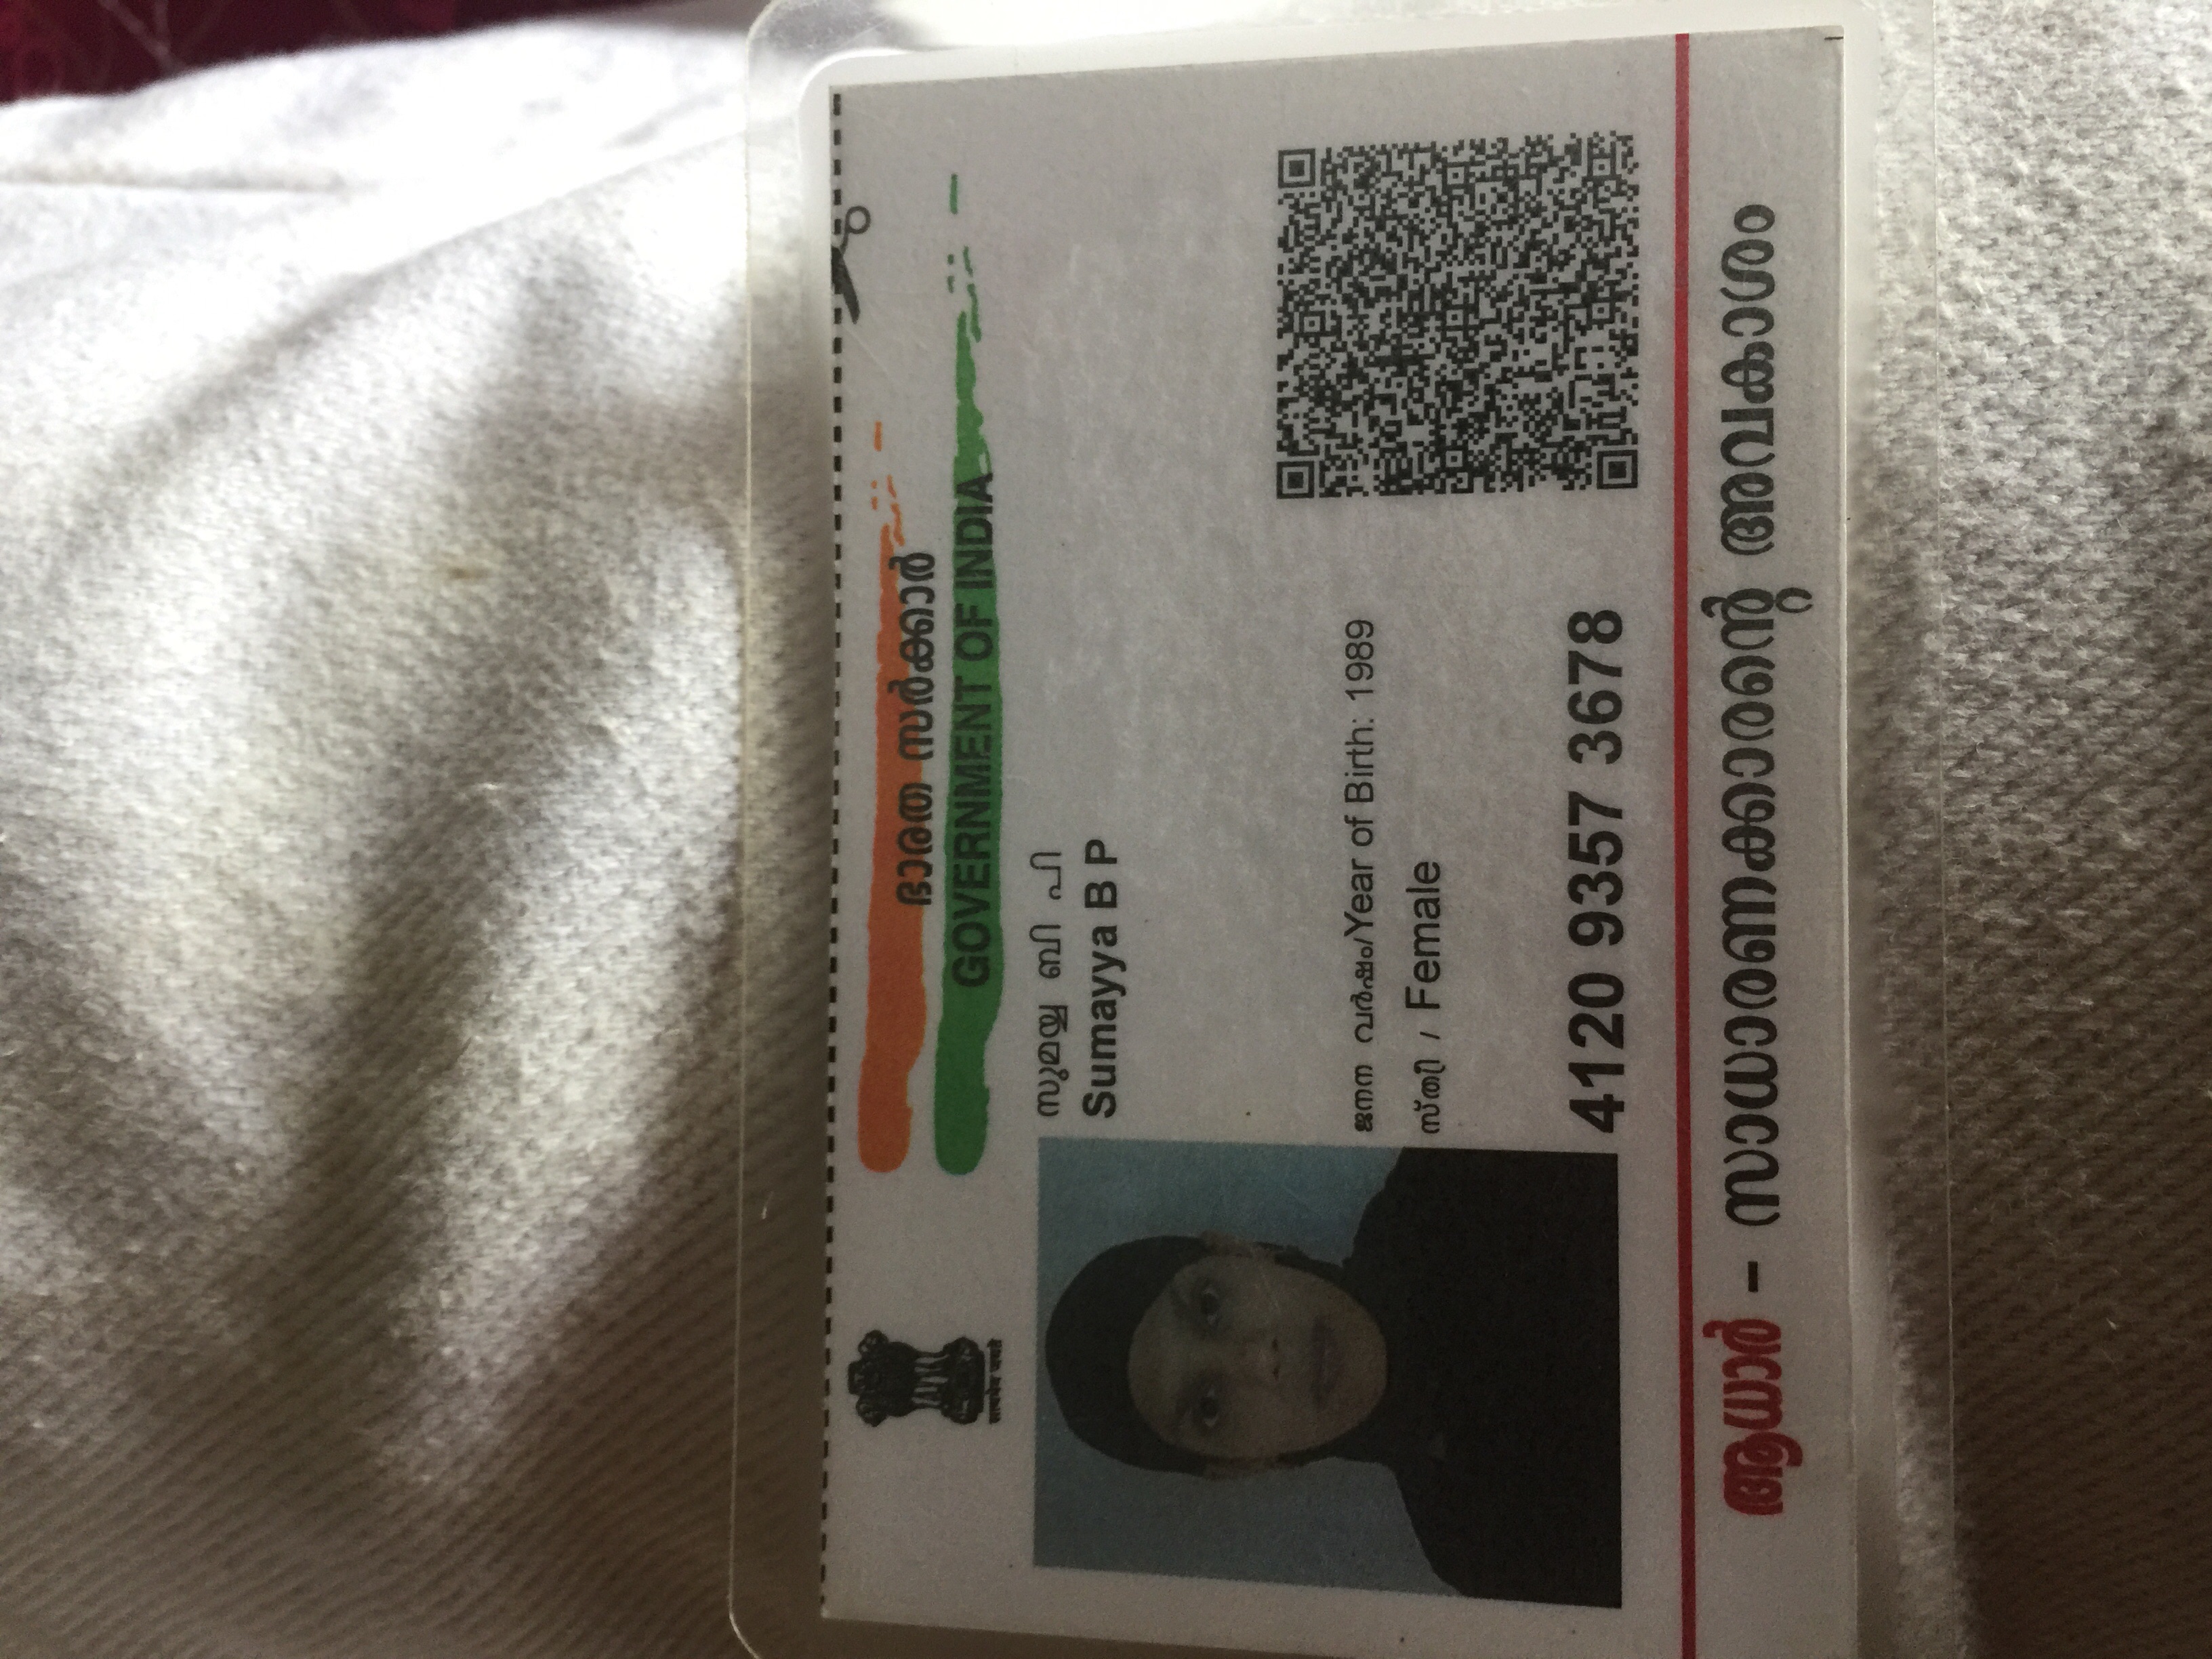 सत्यमेव जयते
ഭാരത സർക്കാർ
GOVERNMENT OF INDIA
സുമയ്യ ബി പി
Sumayya B P
ജനന വർഷം/Year of Birth: 1989
സ്ത്രീ / Female
4120 9357 3678
ആധാർ – സാധാരണക്കാരന്റെ അവകാശം